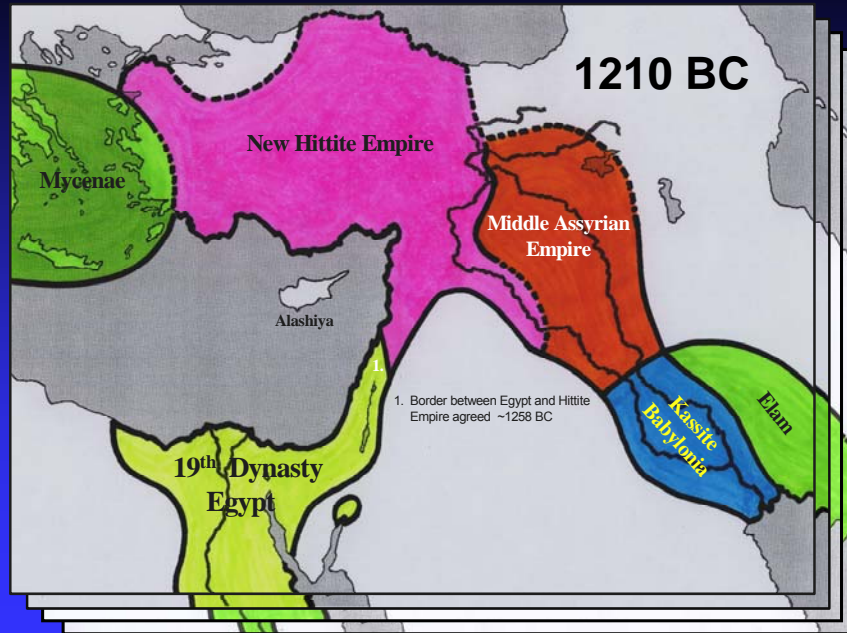 1210 BC
New Hittite Empire
Mycenae
Middle Assyrian
Empire
Alashiya
1.
1. Border between Egypt and Hittite
Empire agreed ~1258 BC
Kassite
Babylonia
Elam
19th Dynasty
Egypt